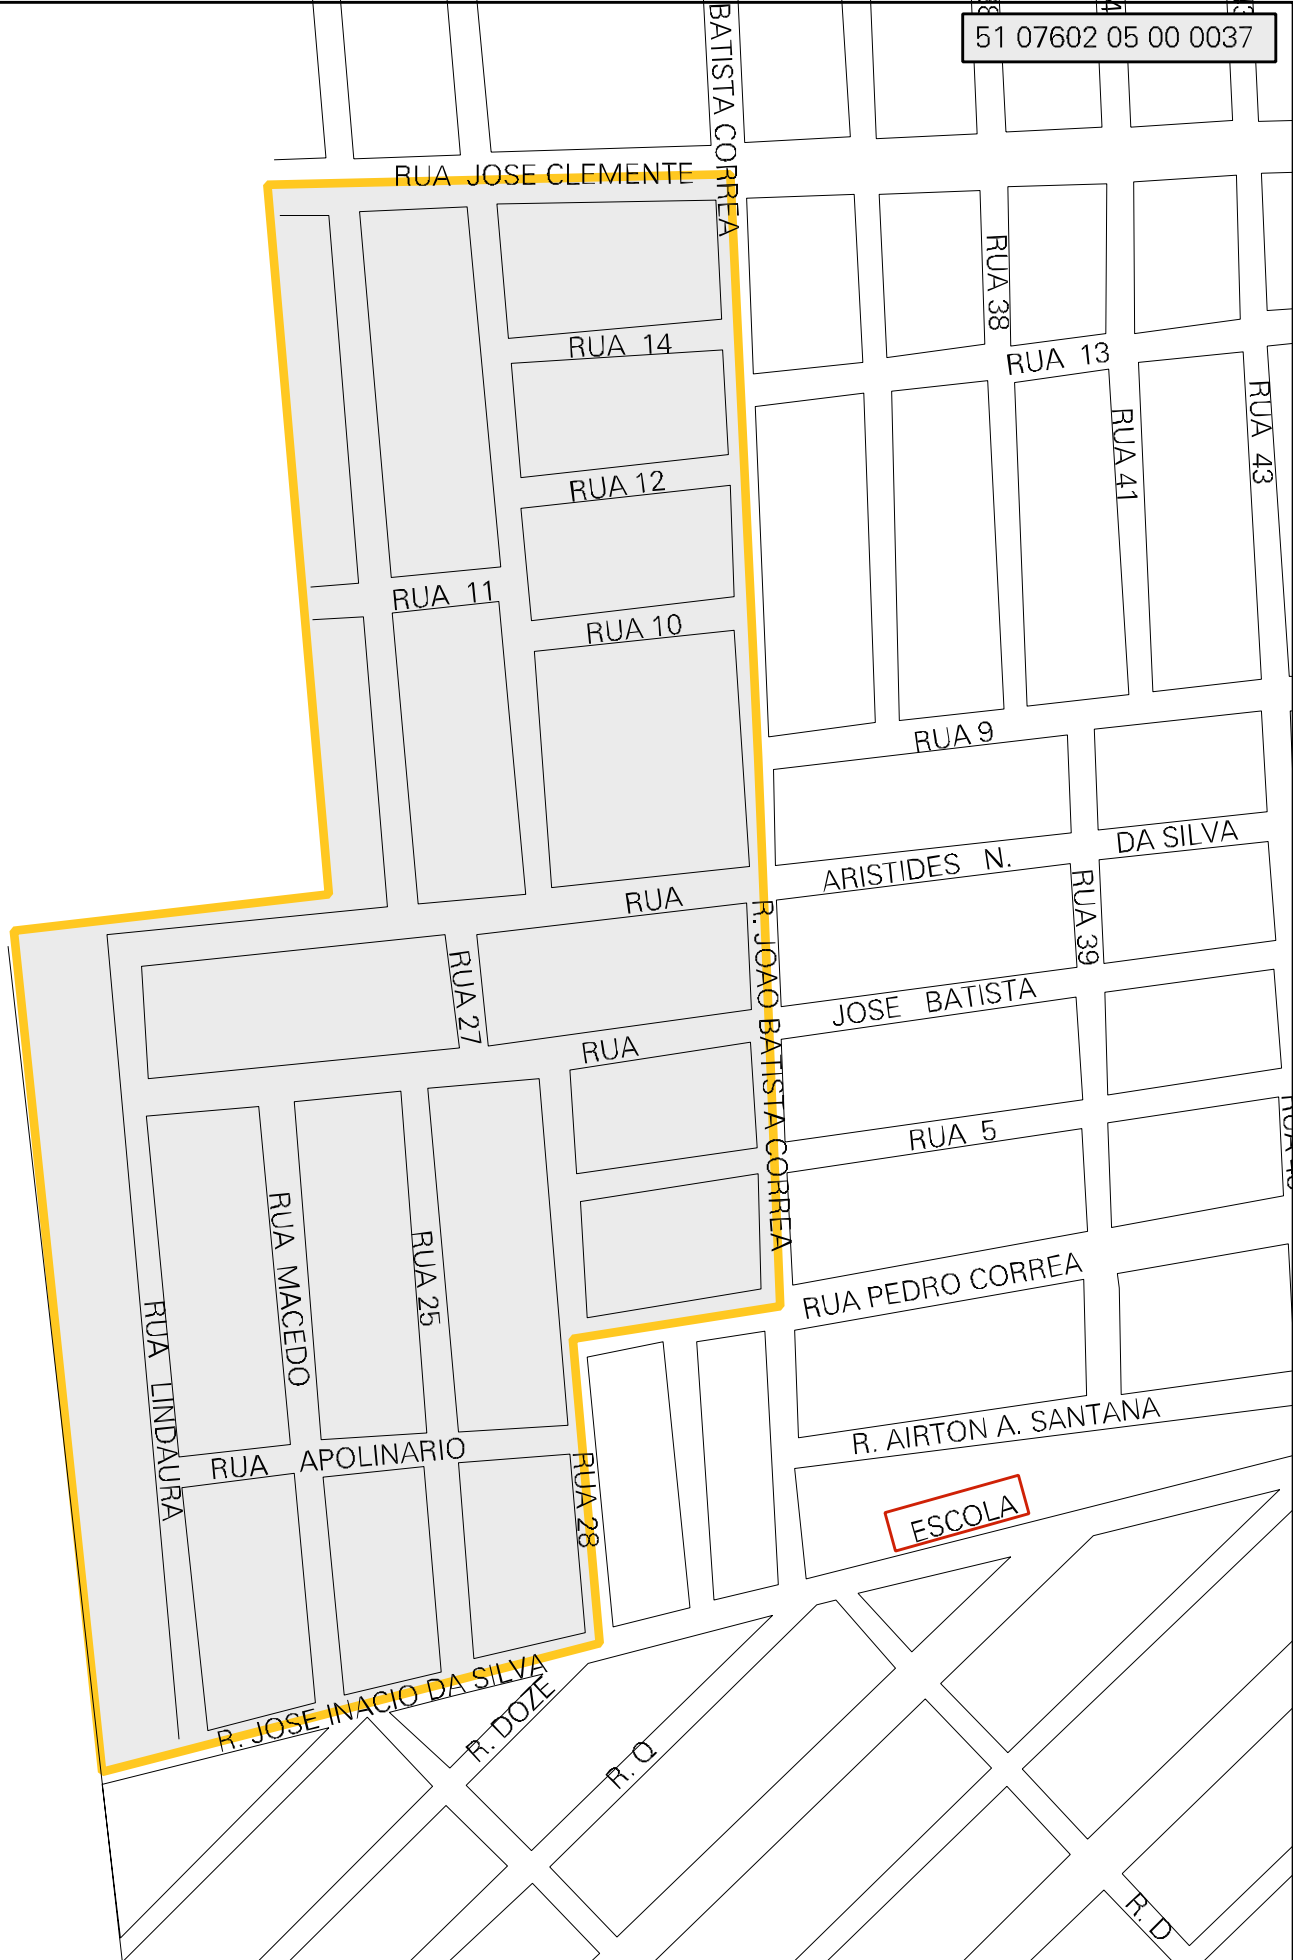 51 07602 05 00 0037
BATISTA CORREA
RUA JOSE CLEMENTE
RUA 38
RUA 14
RUA 13
RUA 41
RUA 43
RUA 12
RUA 11
RUA 10
RUA 9
DA SILVA
ARISTIDES N.
RUA
RUA 39
R. JOAO BATISTA CORREA
RUA 27
JOSE BATISTA
RUA
RUA 5
RUA MACEDO
RUA 25
RUA PEDRO CORREA
RUA LINDAURA
R. AIRTON A. SANTANA
RUA APOLINARIO
RUA 28
ESCOLA
R. JOSE INACIO DA SILVA
R. DOZE
R. Q
R. D